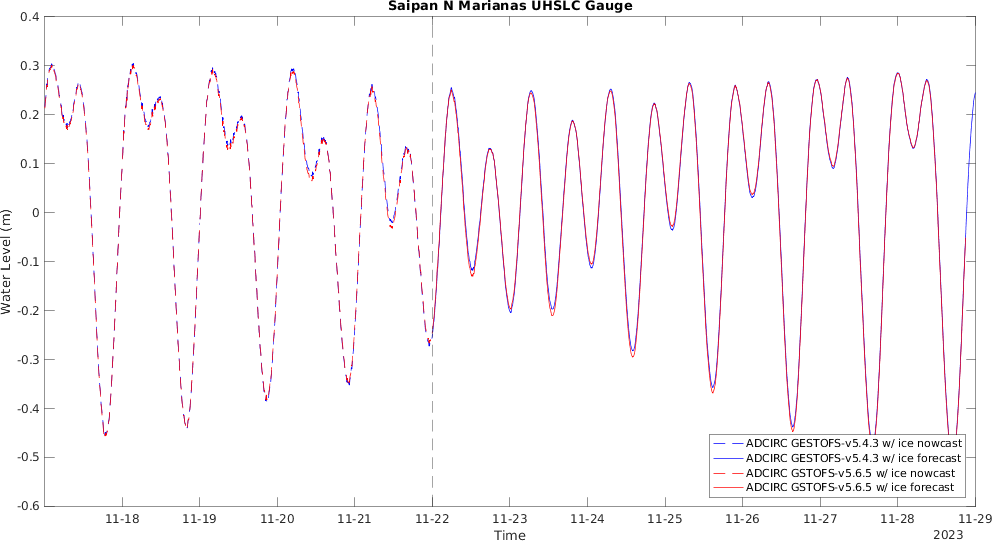 Saipan N Marianas UHSLC Gauge
Water Level (m)
0.4
0.3
0.2
0.1
0
-0.1
-0.2
-0.3
-0.4
-0.5
-0.6
ADCIRC GESTOFS-v5.4.3 w/ ice nowcast
ADCIRC GESTOFS-v5.4.3 w/ ice forecast
ADCIRC GSTOFS-v5.6.5 w/ ice nowcast
ADCIRC GSTOFS-v5.6.5 w/ ice forecast
11-18 11-19 11-20 11-21 11-22 11-23 11-24 11-25 11-26 11-27 11-28 11-29
Time
2023